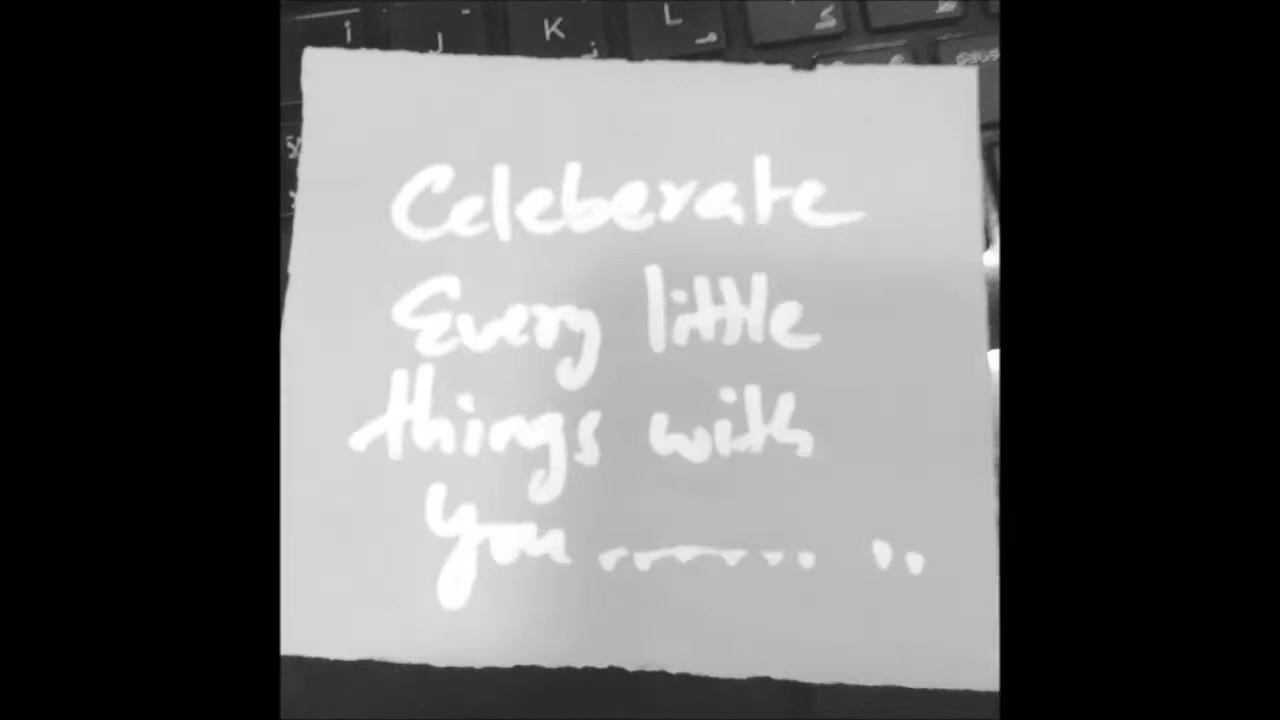 I J K L
Celeberate
Every little
things with
you ............ ..